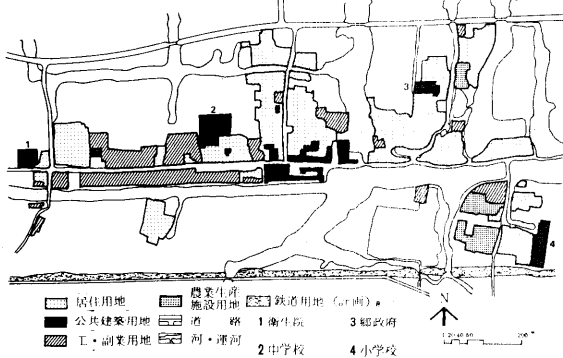 1
2
3
4
居住用地
農業生産
施設用地
鉄道用地
公共建築用地
道　路
1 衛生院
3 郷政府
工・副業用地
河・運河
2 中学校
4 小学校
N